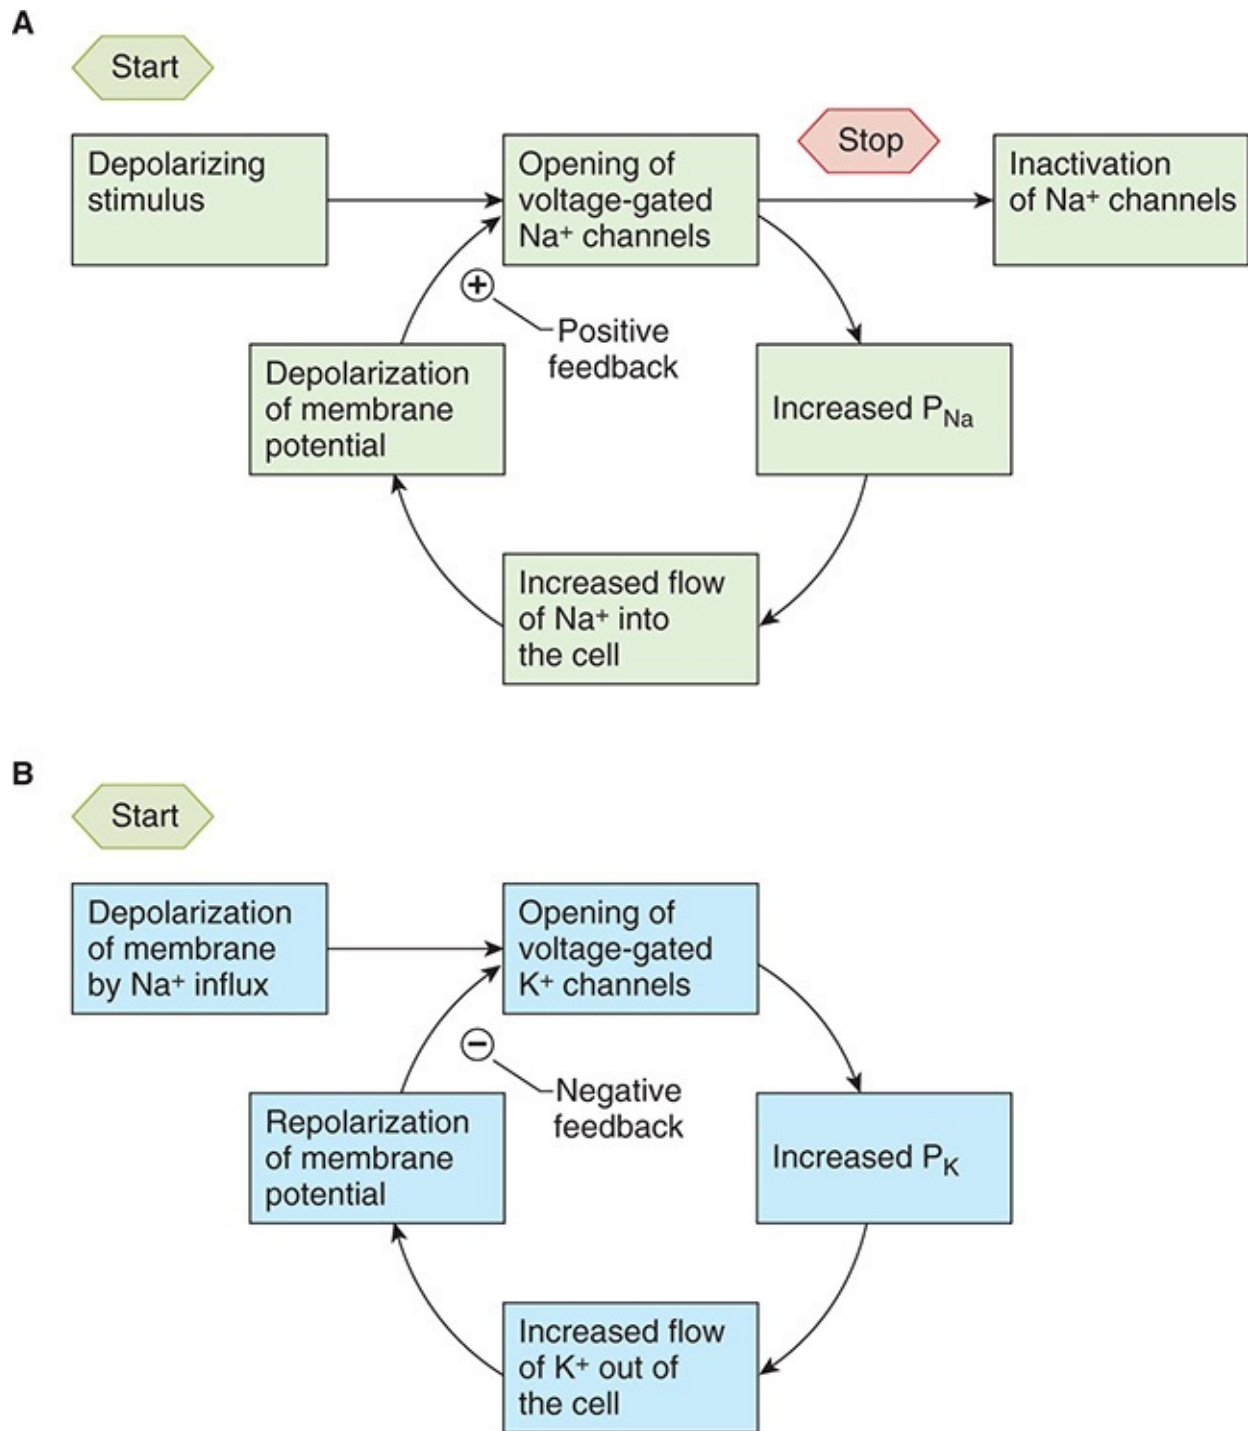 A
Start
Depolarizing
stimulus
Opening of
voltage-gated
Na⁺ channels
Stop
Inactivation
of Na⁺ channels
+
Positive
feedback
Depolarization
of membrane
potential
Increased P_Na
Increased flow
of Na⁺ into
the cell
B
Start
Depolarization
of membrane
by Na⁺ influx
Opening of
voltage-gated
K⁺ channels
−
Negative
feedback
Repolarization
of membrane
potential
Increased P_K
Increased flow
of K⁺ out of
the cell